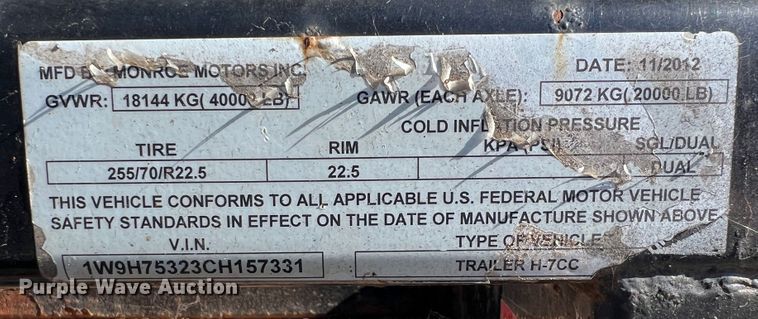 MFD BY MONROE MOTORS INC. DATE: 11/2012
GVWR: 18144 KG( 40000 LB) GAWR (EACH AXLE): 9072 KG( 20000 LB)
COLD INFLATION PRESSURE
TIRE RIM KPA (PSI) SGL/DUAL
255/70/R22.5 22.5 DUAL
THIS VEHICLE CONFORMS TO ALL APPLICABLE U.S. FEDERAL MOTOR VEHICLE
SAFETY STANDARDS IN EFFECT ON THE DATE OF MANUFACTURE SHOWN ABOVE
V.I.N. TYPE OF VEHICLE
1W9H75323CH157331 TRAILER H-7CC
Purple Wave Auction